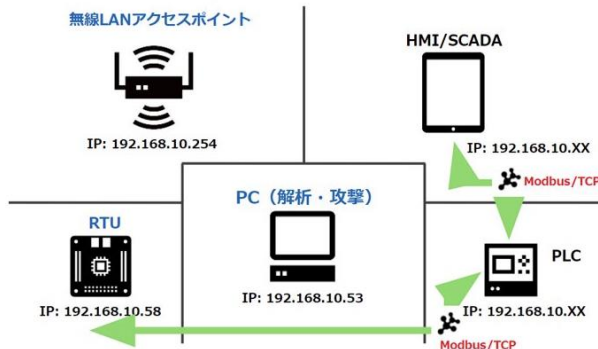 無線LANアクセスポイント
IP: 192.168.10.254
HMI/SCADA
IP: 192.168.10.XX
Modbus/TCP
RTU
IP: 192.168.10.58
PC（解析・攻撃）
IP: 192.168.10.53
PLC
IP: 192.168.10.XX
Modbus/TCP